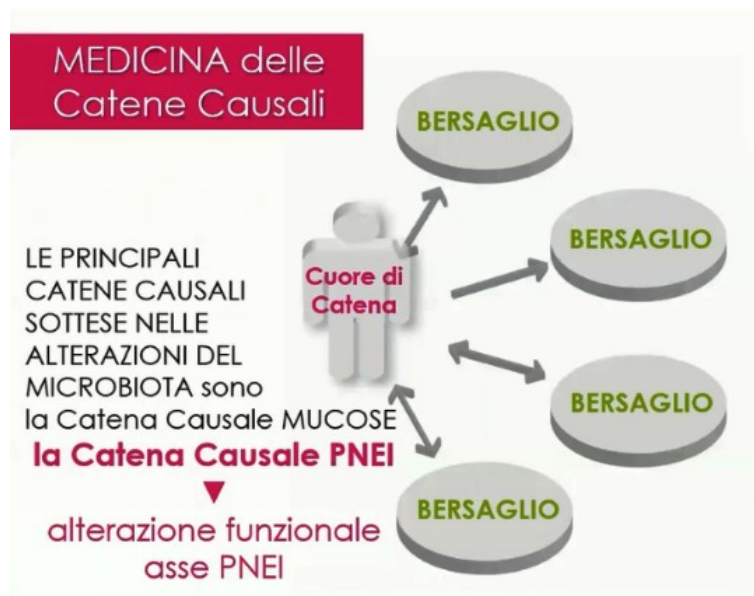 MEDICINA delle
Catene Causali
BERSAGLIO
BERSAGLIO
Cuore di
Catena
LE PRINCIPALI
CATENE CAUSALI
SOTTESE NELLE
ALTERAZIONI DEL
MICROBIOTA sono
la Catena Causale MUCOSE
la Catena Causale PNEI
alterazione funzionale
asse PNEI
BERSAGLIO
BERSAGLIO